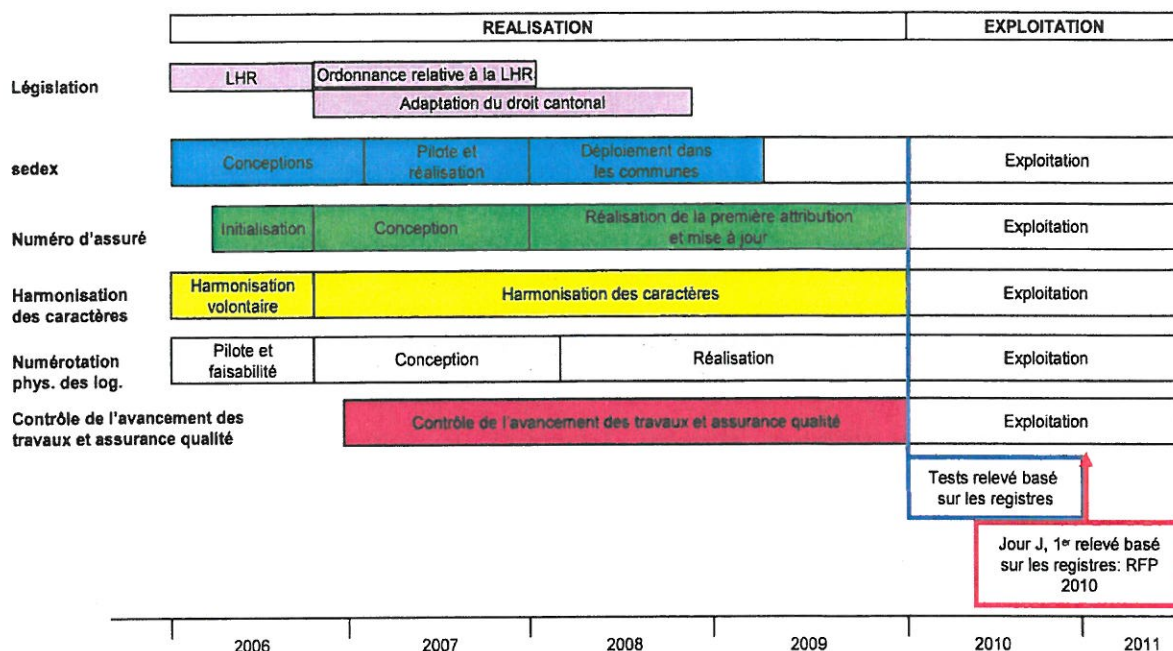 REALISATION
EXPLOITATION
Législation
LHR
Ordonnance relative à la LHR
Adaptation du droit cantonal
sedex
Conceptions
Pilote et
réalisation
Déploiement dans
les communes
Exploitation
Numéro d'assuré
Initialisation
Conception
Réalisation de la première attribution
et mise à jour
Exploitation
Harmonisation
des caractères
Harmonisation
volontaire
Harmonisation des caractères
Exploitation
Numérotation
phys. des log.
Pilote et
faisabilité
Conception
Réalisation
Exploitation
Contrôle de l'avancement des
travaux et assurance qualité
Contrôle de l'avancement des travaux et assurance qualité
Exploitation
Tests relevé basé
sur les registres
Jour J, 1er relevé basé
sur les registres: RFP
2010
2006
2007
2008
2009
2010
2011